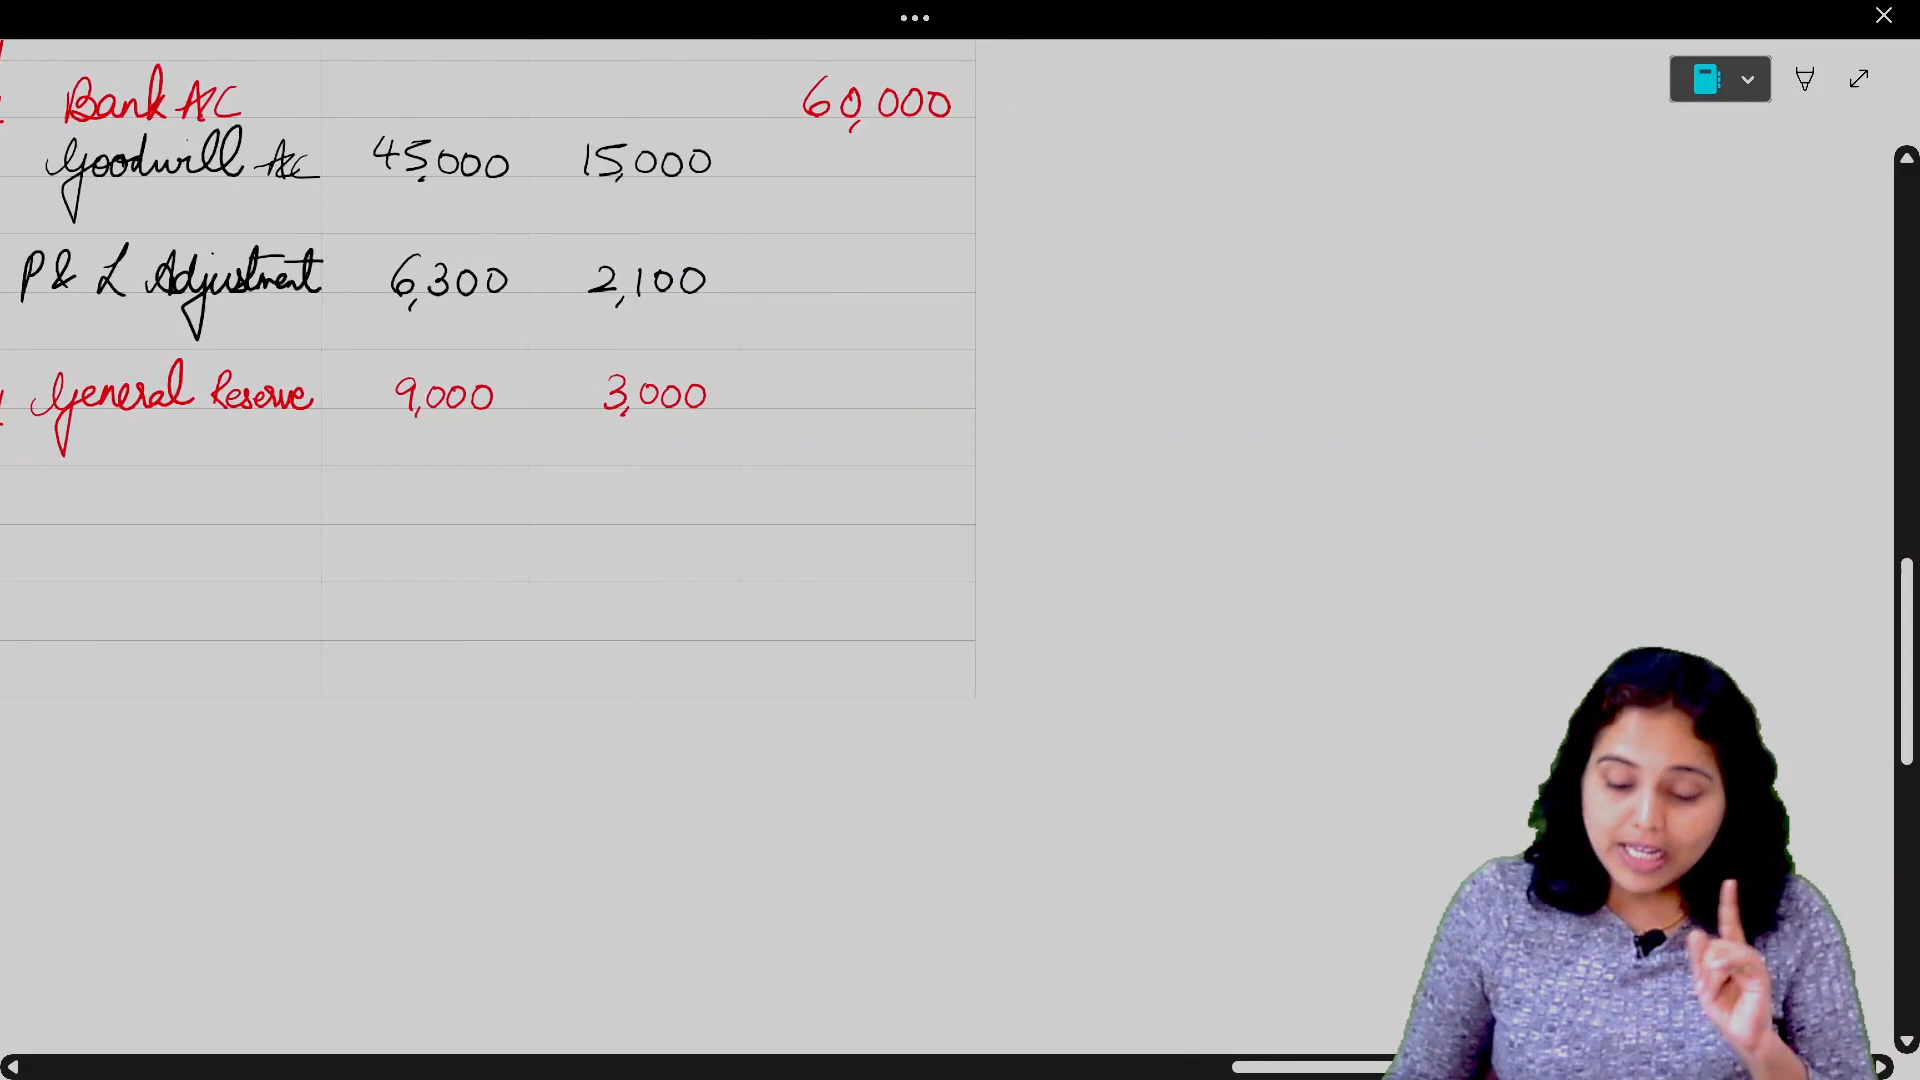 Bank A/C 60,000
Goodwill A/C 45,000 15,000
P & L Adjustment 6,300 2,100
General Reserve 9,000 3,000